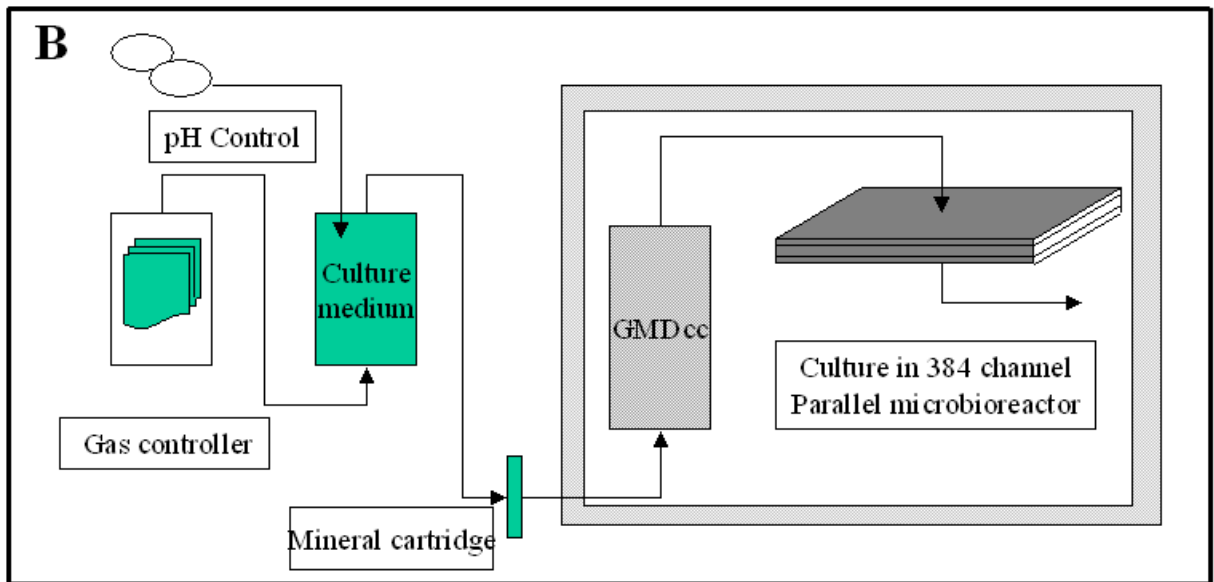 B
pH Control
Culture
medium
GMDcc
Culture in 384 channel
Parallel microbioreactor
Gas controller
Mineral cartridge